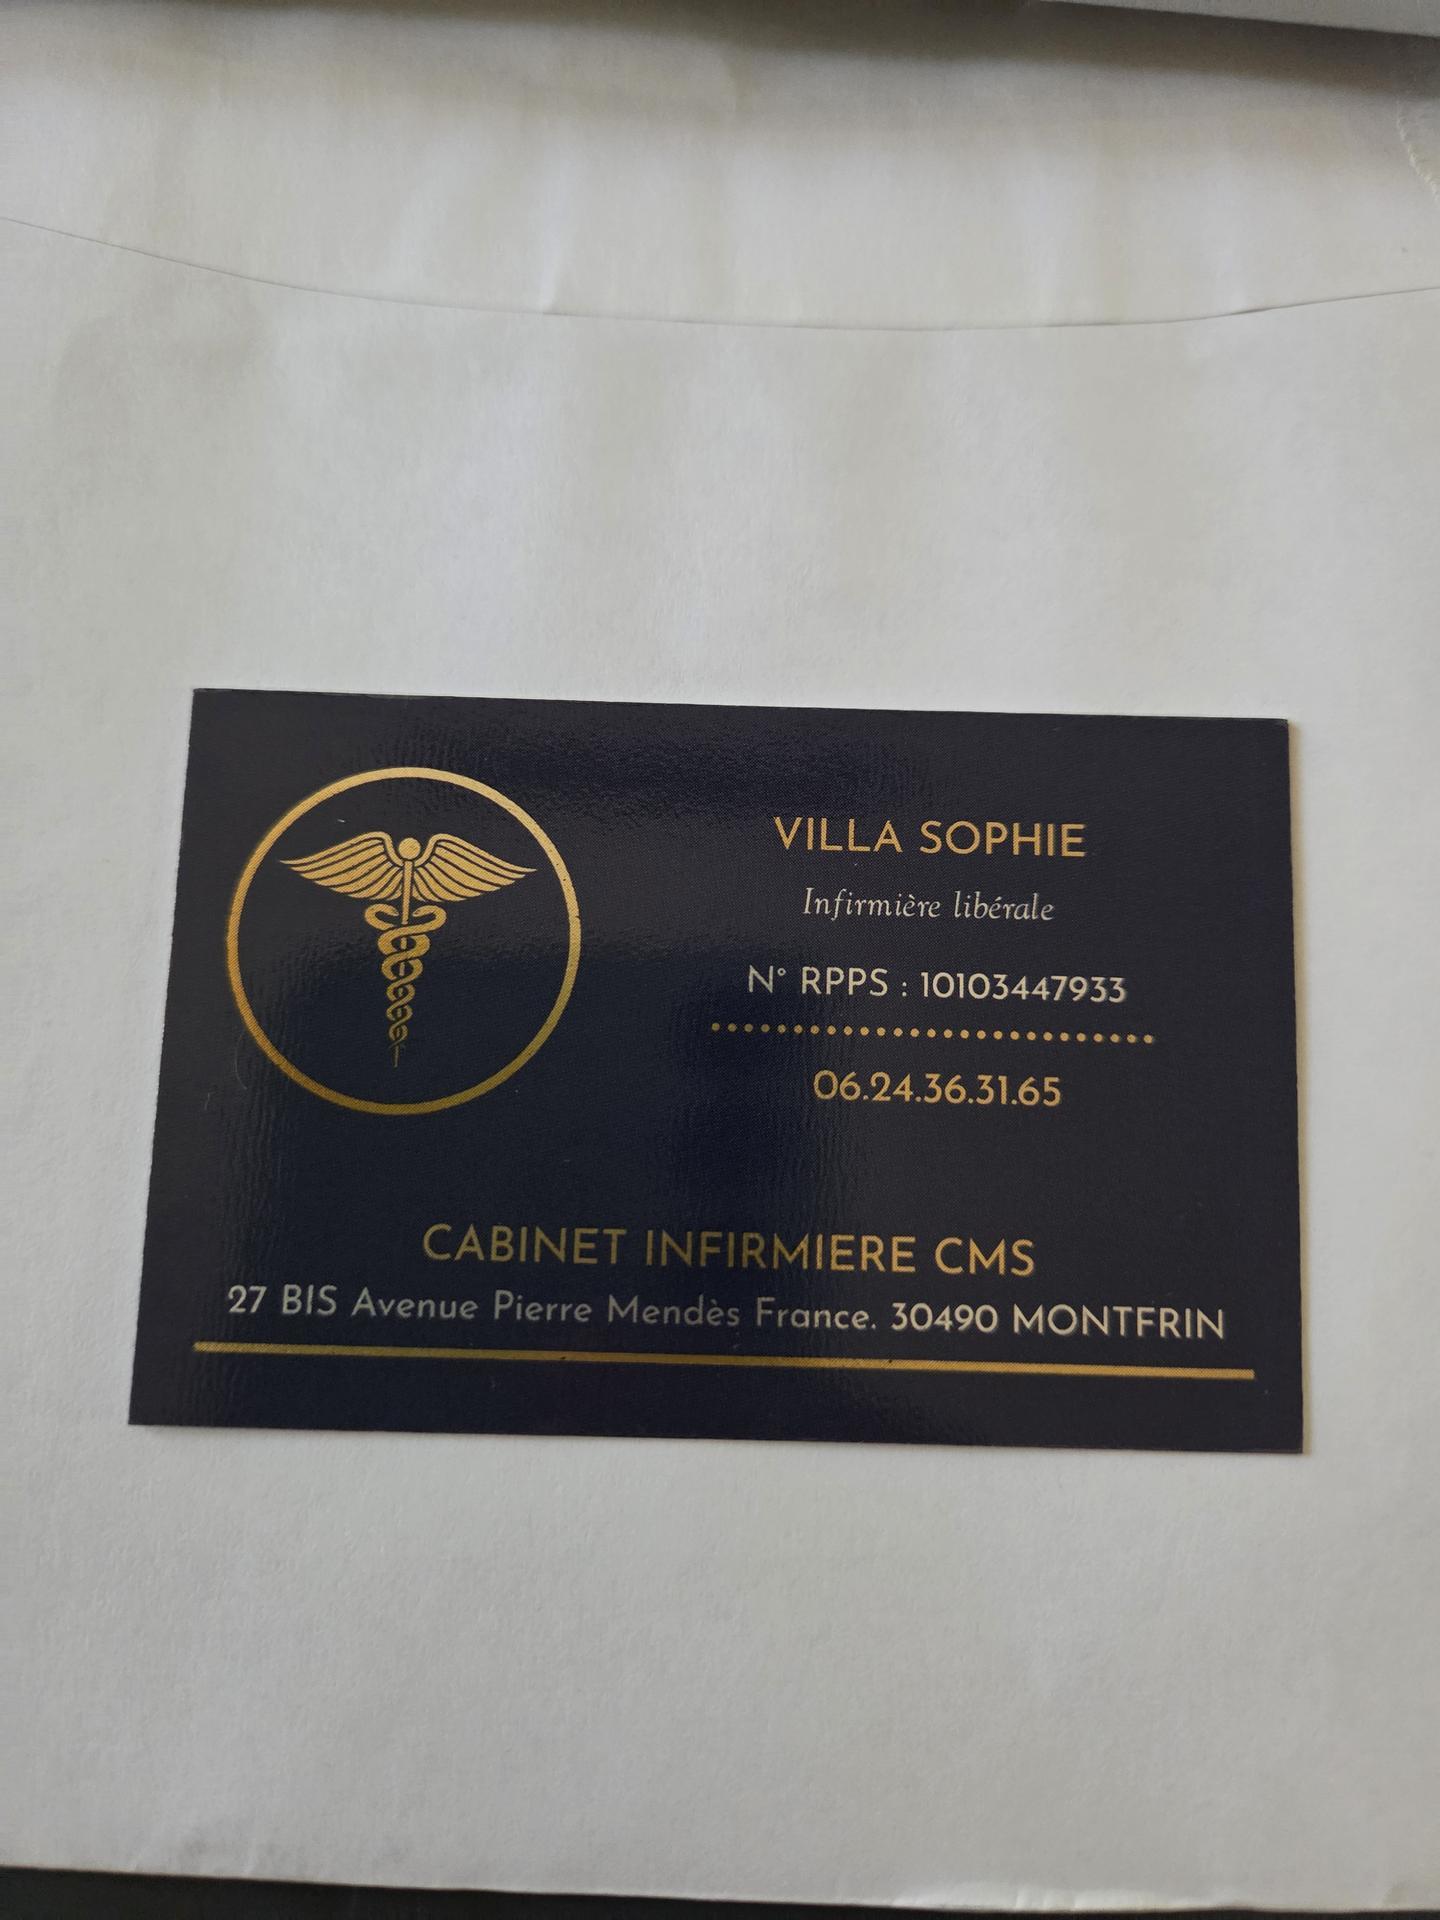 VILLA SOPHIE
Infirmière libérale
N° RPPS : 10103447933
06.24.36.31.65
CABINET INFIRMIERE CMS
27 BIS Avenue Pierre Mendès France. 30490 MONTFRIN